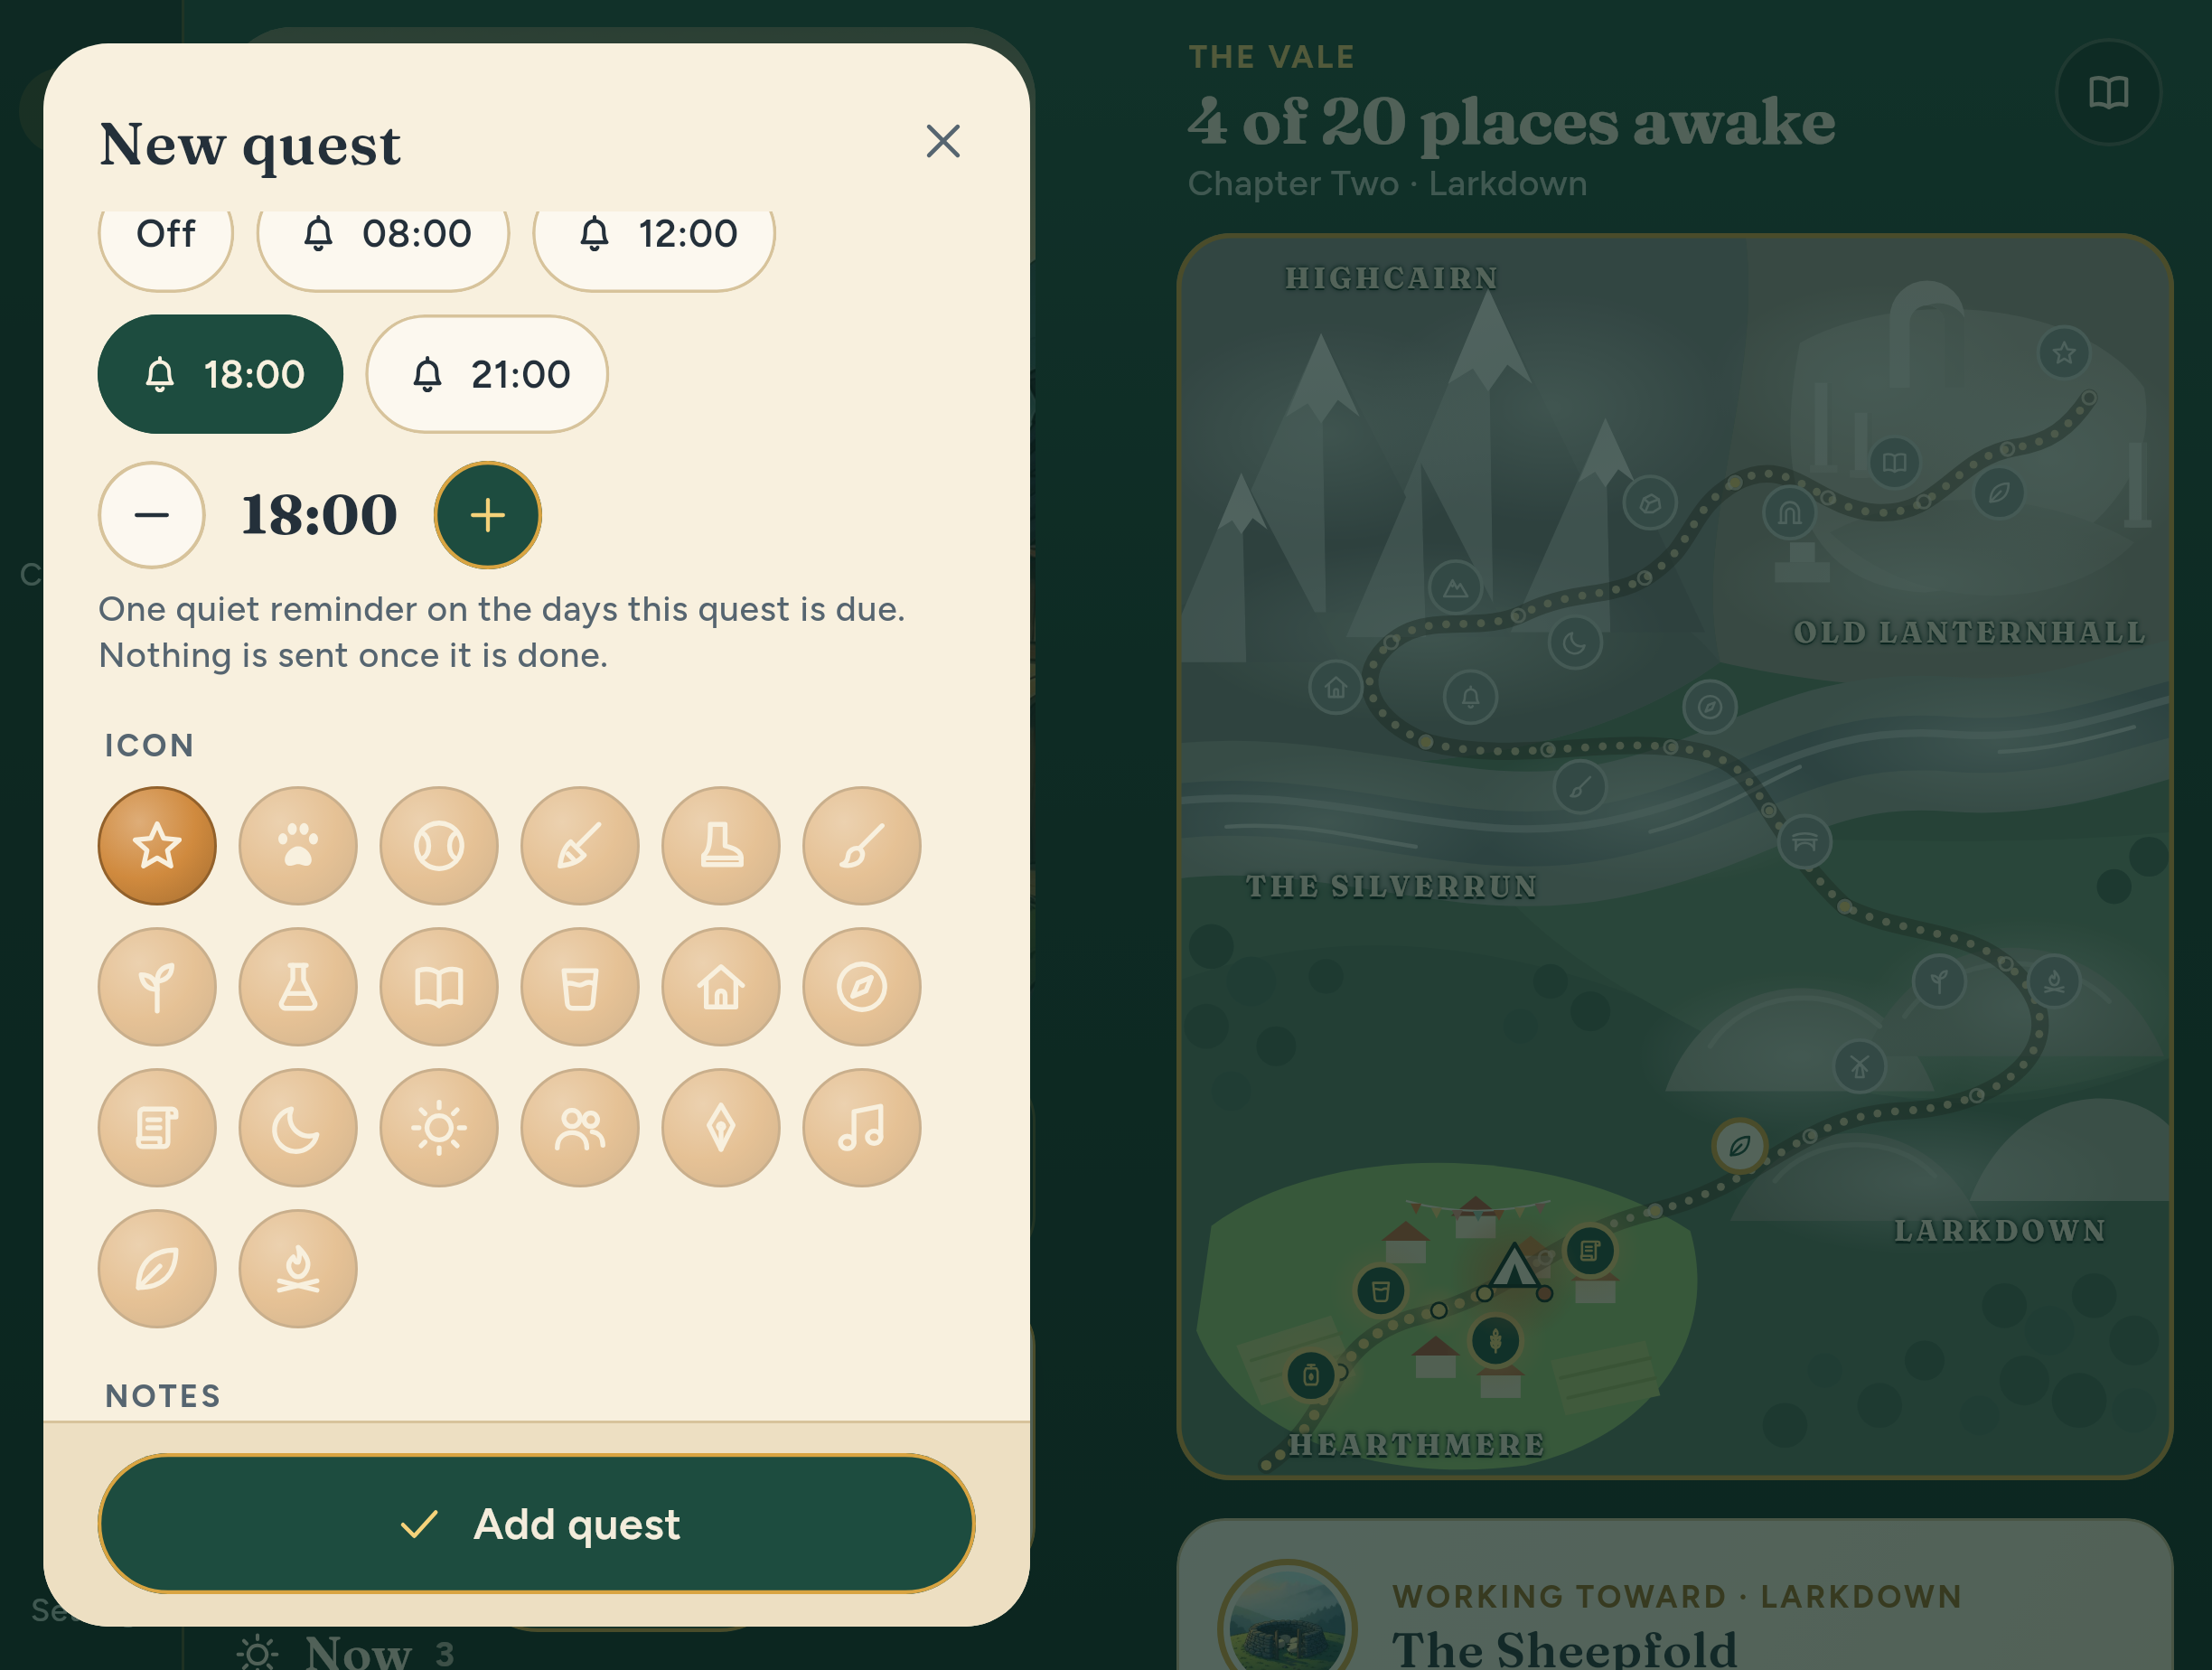 New quest
Off
08:00
12:00
18:00
21:00
18:00
One quiet reminder on the days this quest is due.
Nothing is sent once it is done.
ICON
NOTES
Add quest
Now 3
THE VALE
4 of 20 places awake
Chapter Two · Larkdown
HIGHCAIRN
OLD LANTERNHALL
THE SILVERRUN
LARKDOWN
HEARTHMERE
WORKING TOWARD · LARKDOWN
The Sheepfold